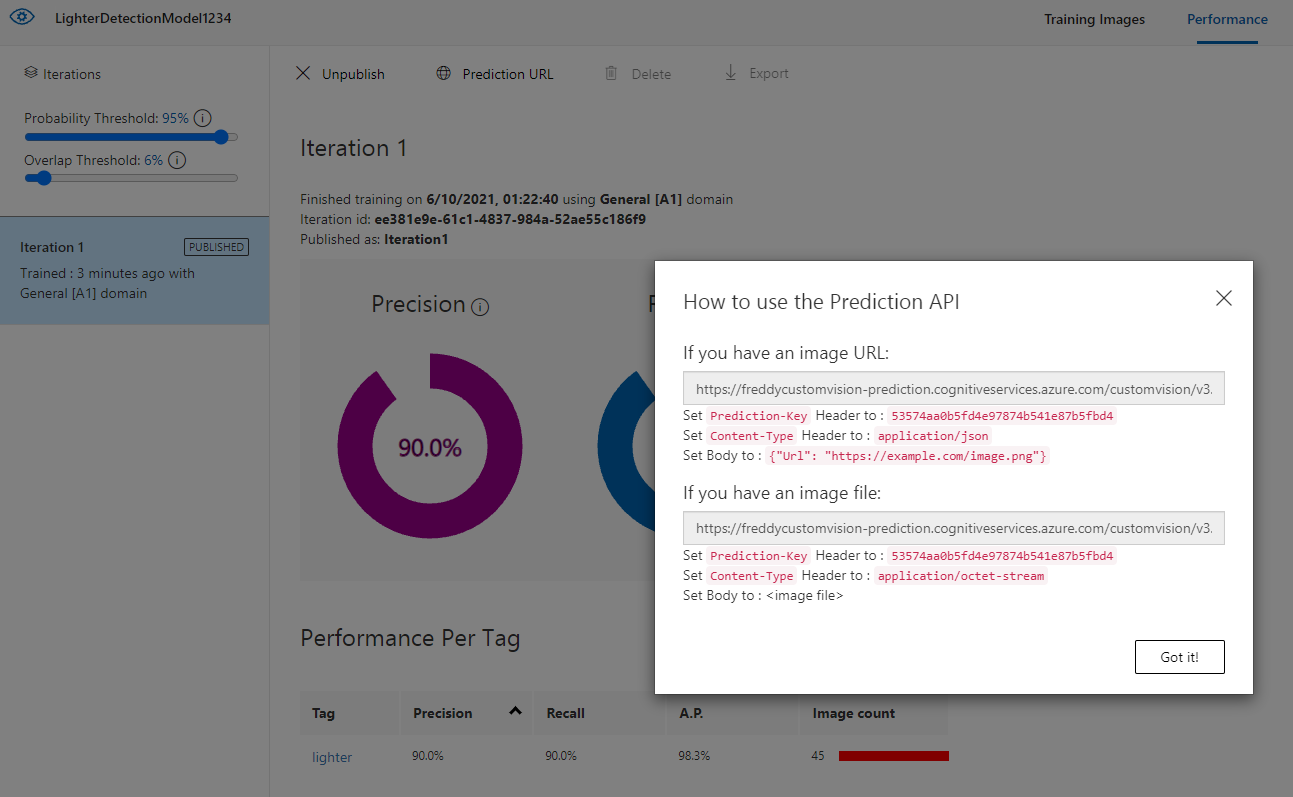 LighterDetectionModel1234
Training Images
Performance
Iterations
Unpublish
Prediction URL
Delete
Export
Probability Threshold: 95% i
Overlap Threshold: 6% i
Iteration 1
Finished training on 6/10/2021, 01:22:40 using General [A1] domain
Iteration id: ee381e9e-61c1-4837-984a-52ae55c186f9
Published as: Iteration1
Iteration 1
PUBLISHED
Trained : 3 minutes ago with
General [A1] domain
Precision i
90.0%
How to use the Prediction API
If you have an image URL:
https://freddycustomvision-prediction.cognitiveservices.azure.com/customvision/v3.
Set Prediction-Key Header to : 53574aa0b5fd4e97874b541e87b5fbd4
Set Content-Type Header to : application/json
Set Body to : {"Url": "https://example.com/image.png"}
If you have an image file:
https://freddycustomvision-prediction.cognitiveservices.azure.com/customvision/v3.
Set Prediction-Key Header to : 53574aa0b5fd4e97874b541e87b5fbd4
Set Content-Type Header to : application/octet-stream
Set Body to : <image file>
Got it!
Performance Per Tag
Tag Precision Recall A.P. Image count
lighter 90.0% 90.0% 98.3% 45